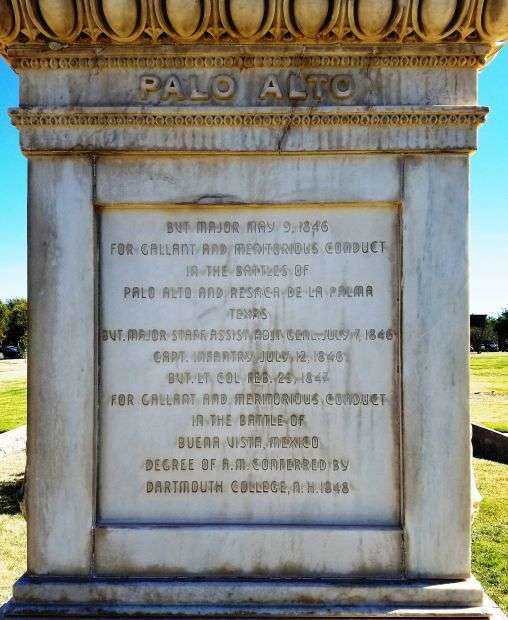 PALO ALTO
BVT MAJOR MAY 9, 1846
FOR GALLANT AND MERITORIOUS CONDUCT
IN THE BATTLES OF
PALO ALTO AND RESACA DE LA PALMA
TEXAS
BVT. MAJOR STAFF ASSIST ADJT GENL. JULY 7, 1846
CAPT. INFANTRY JULY 12, 1846
BVT. LT COL FEB. 23, 1847
FOR GALLANT AND MERITORIOUS CONDUCT
IN THE BATTLE OF
BUENA VISTA, MEXICO
DEGREE OF A.M. CONFERRED BY
DARTMOUTH COLLEGE, N.H. 1848